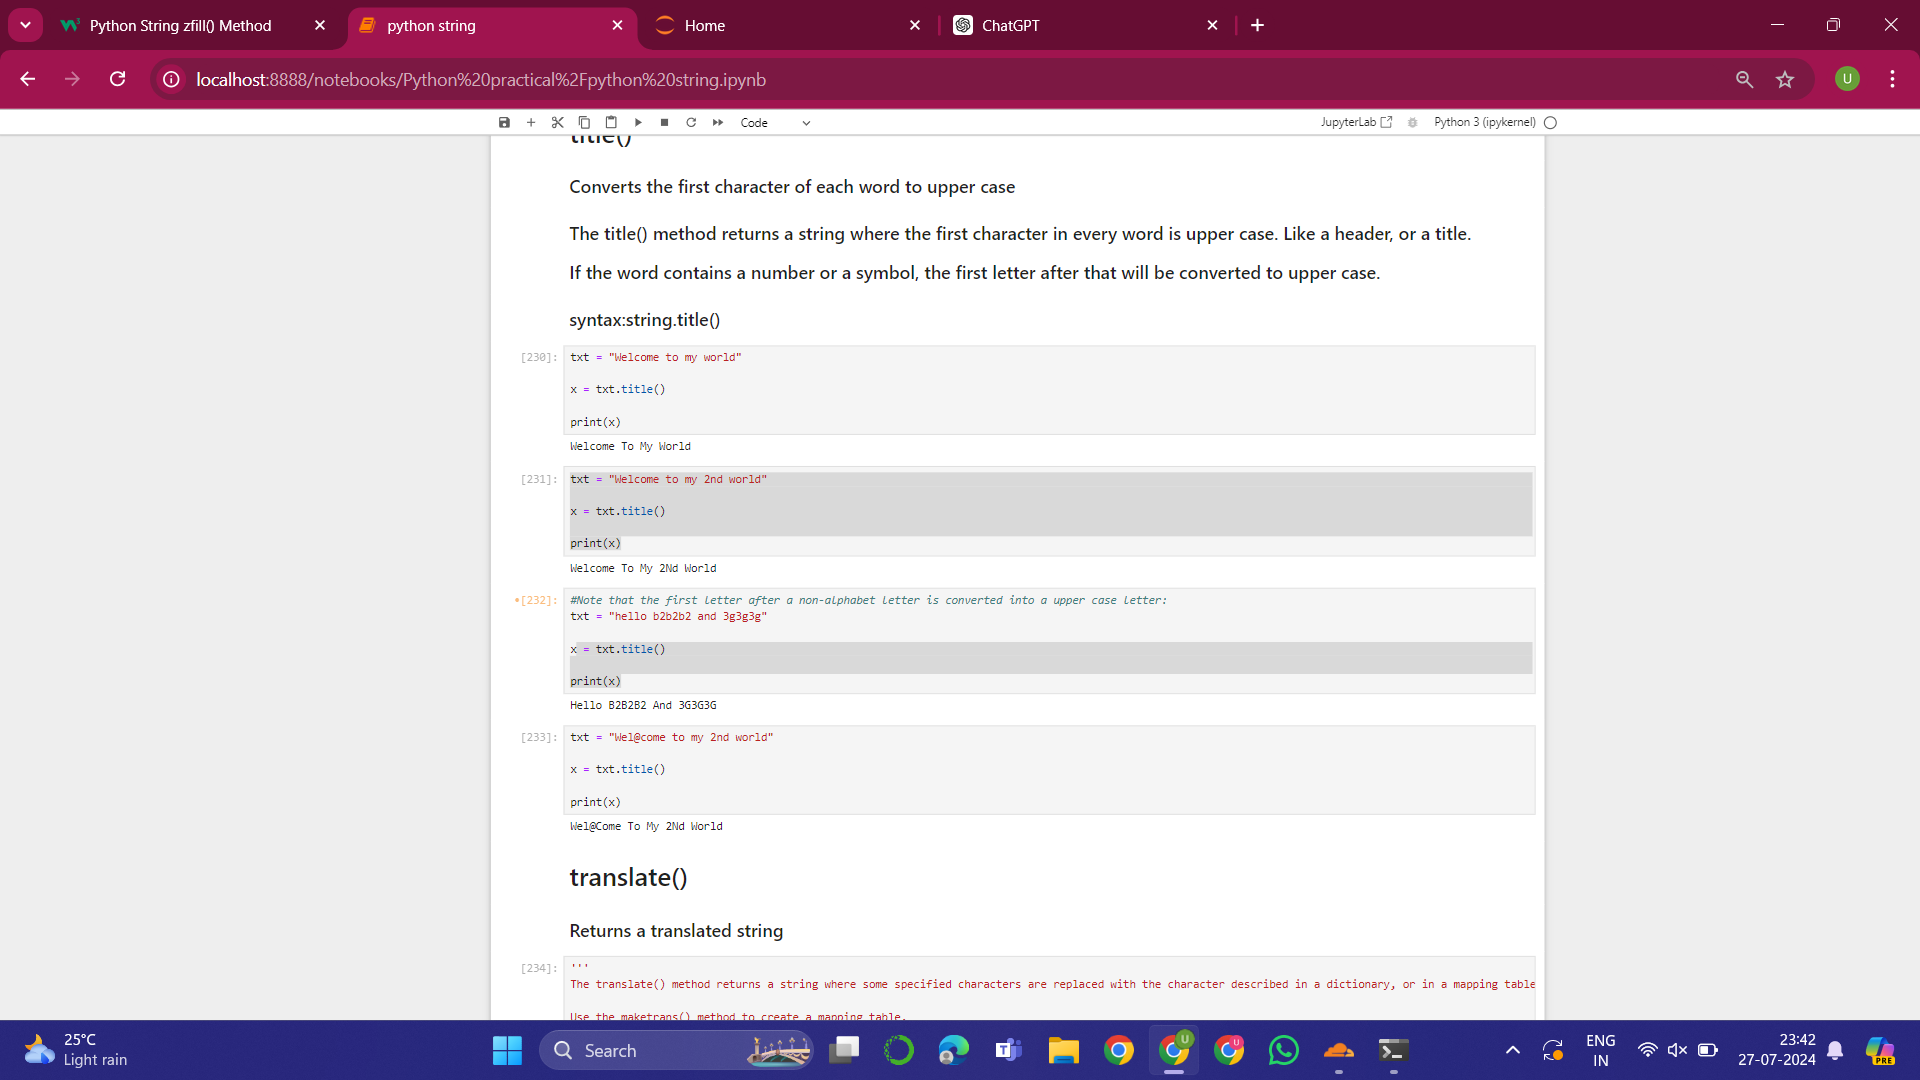 Python String zfill() Method
python string
Home
ChatGPT
localhost:8888/notebooks/Python%20practical%2Fpython%20string.ipynb
U
Code
JupyterLab
Python 3 (ipykernel)
title()
Converts the first character of each word to upper case
The title() method returns a string where the first character in every word is upper case. Like a header, or a title.
If the word contains a number or a symbol, the first letter after that will be converted to upper case.
syntax:string.title()
[230]: txt = "Welcome to my world"
x = txt.title()
print(x)
Welcome To My World
[231]: txt = "Welcome to my 2nd world"
x = txt.title()
print(x)
Welcome To My 2Nd World
•[232]: #Note that the first letter after a non-alphabet letter is converted into a upper case letter:
txt = "hello b2b2b2 and 3g3g3g"
x = txt.title()
print(x)
Hello B2B2B2 And 3G3G3G
[233]: txt = "Wel@come to my 2nd world"
x = txt.title()
print(x)
Wel@Come To My 2Nd World
translate()
Returns a translated string
[234]: '''
The translate() method returns a string where some specified characters are replaced with the character described in a dictionary, or in a mapping table
Use the maketrans() method to create a mapping table.
25°C
Light rain
Search
ENG
IN
23:42
27-07-2024
PRE